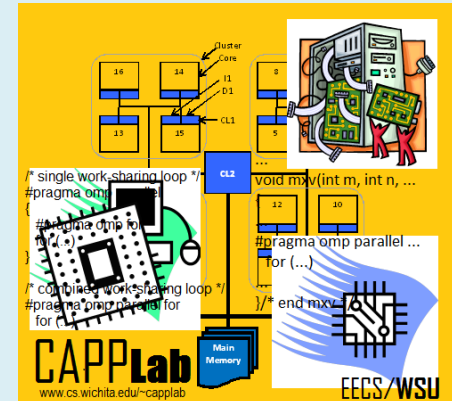 Cluster
Core
16
14
8
I1
D1
13
15
CL1
5
CL2
/* single work-sharing loop */
#pragma omp parallel
{
#pragma omp for
for (...)
}
/* combined work-sharing loop */
#pragma omp parallel for
for (...
...
void mxv(int m, int n, ...
12
10
#pragma omp parallel ...
for (...)
...
}/* end mxv *
Main
Memory
CAPPLab
www.cs.wichita.edu/~capplab
EECS/WSU